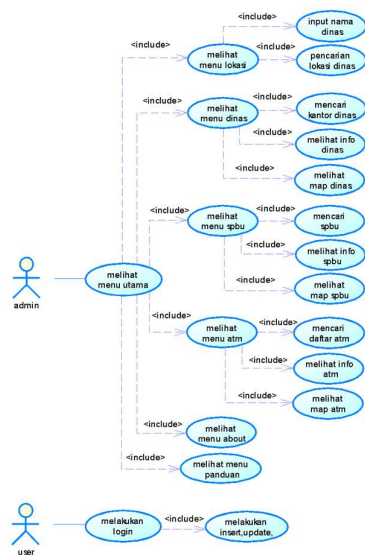 input nama
dinas
<include>
<include>
melihat
menu lokasi
<include>
pencarian
lokasi dinas
<include>
melihat
menu dinas
<include>
mencari
kantor dinas
<include>
melihat info
dinas
<include>
melihat
map dinas
<include>
melihat
menu spbu
<include>
mencari
spbu
<include>
melihat info
spbu
<include>
melihat
map spbu
admin
melihat
menu utama
<include>
melihat
menu atm
<include>
mencari
daftar atm
<include>
melihat info
atm
<include>
melihat
map atm
<include>
melihat
menu about
<include>
melihat menu
panduan
user
melakukan
login
<include>
melakukan
insert,update,